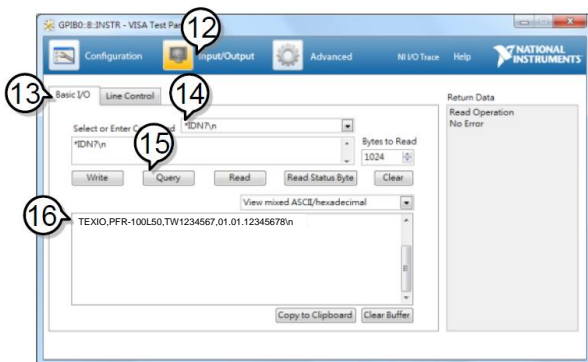 GPIB0::8::INSTR - VISA Test Pa
12
Configuration
Input/Output
Advanced
NI I/O Trace
Help
NATIONAL
INSTRUMENTS
13
Basic I/O
Line Control
14
Return Data
Read Operation
No Error
Select or Enter Co
d
*IDN?\n
15
*IDN?\n
Bytes to Read
1024
Write
Query
Read
Read Status Byte
Clear
View mixed ASCII/hexadecimal
16
TEXIO,PFR-100L50,TW1234567,01.01.12345678\n
Copy to Clipboard
Clear Buffer